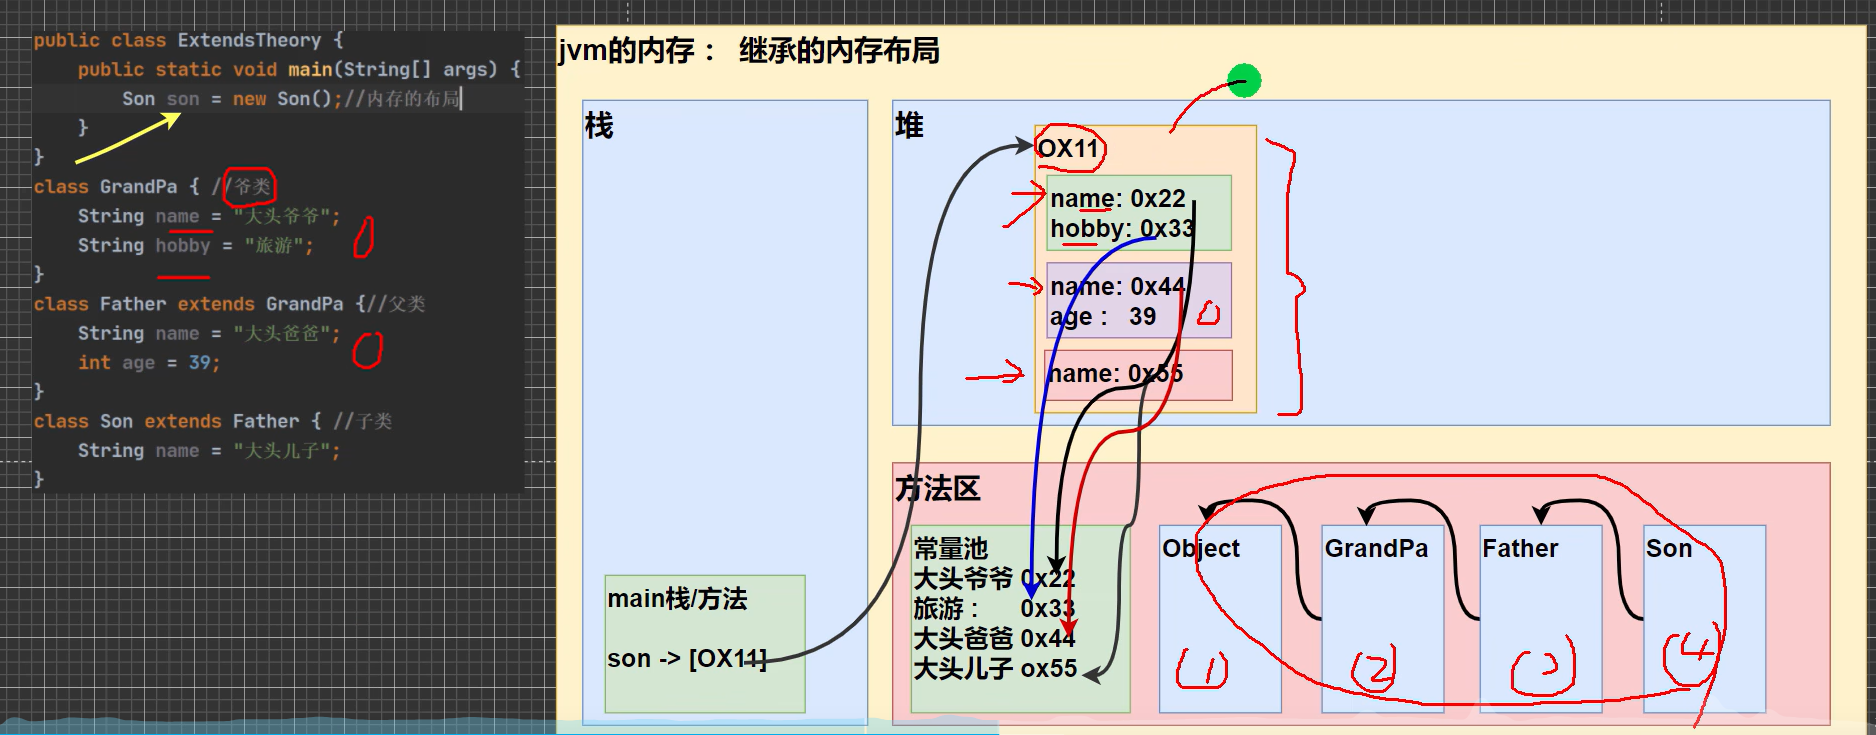 public class ExtendsTheory {
public static void main(String[] args) {
Son son = new Son();//内存的布局
}
}
class GrandPa { //爷类
String name = "大头爷爷";
String hobby = "旅游";
}
class Father extends GrandPa {//父类
String name = "大头爸爸";
int age = 39;
}
class Son extends Father { //子类
String name = "大头儿子";
}
jvm的内存： 继承的内存布局
栈
main栈/方法
son -> [OX11]
堆
OX11
name: 0x22
hobby: 0x33
name: 0x44
age： 39
name: 0x55
方法区
常量池
大头爷爷 0x22
旅游： 0x33
大头爸爸 0x44
大头儿子 ox55
Object
GrandPa
Father
Son
(1)
(2)
(4)